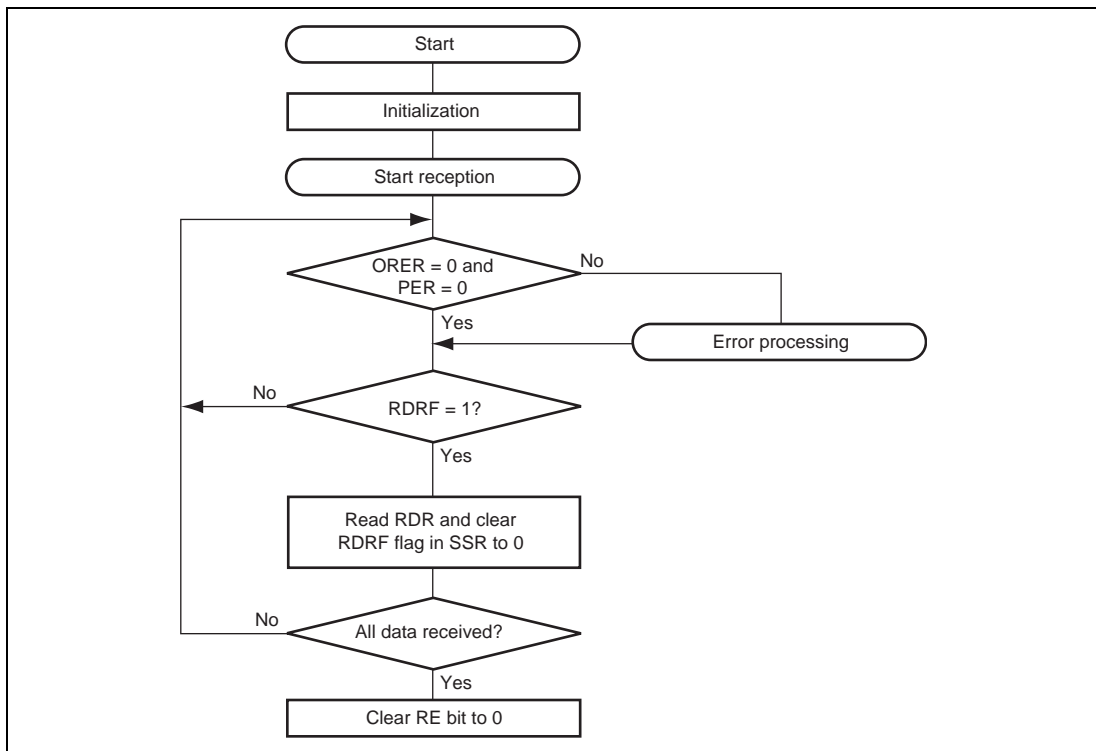 Start
Initialization
Start reception
ORER = 0 and
PER = 0
No
Yes
Error processing
No
RDRF = 1?
Yes
Read RDR and clear
RDRF flag in SSR to 0
No
All data received?
Yes
Clear RE bit to 0